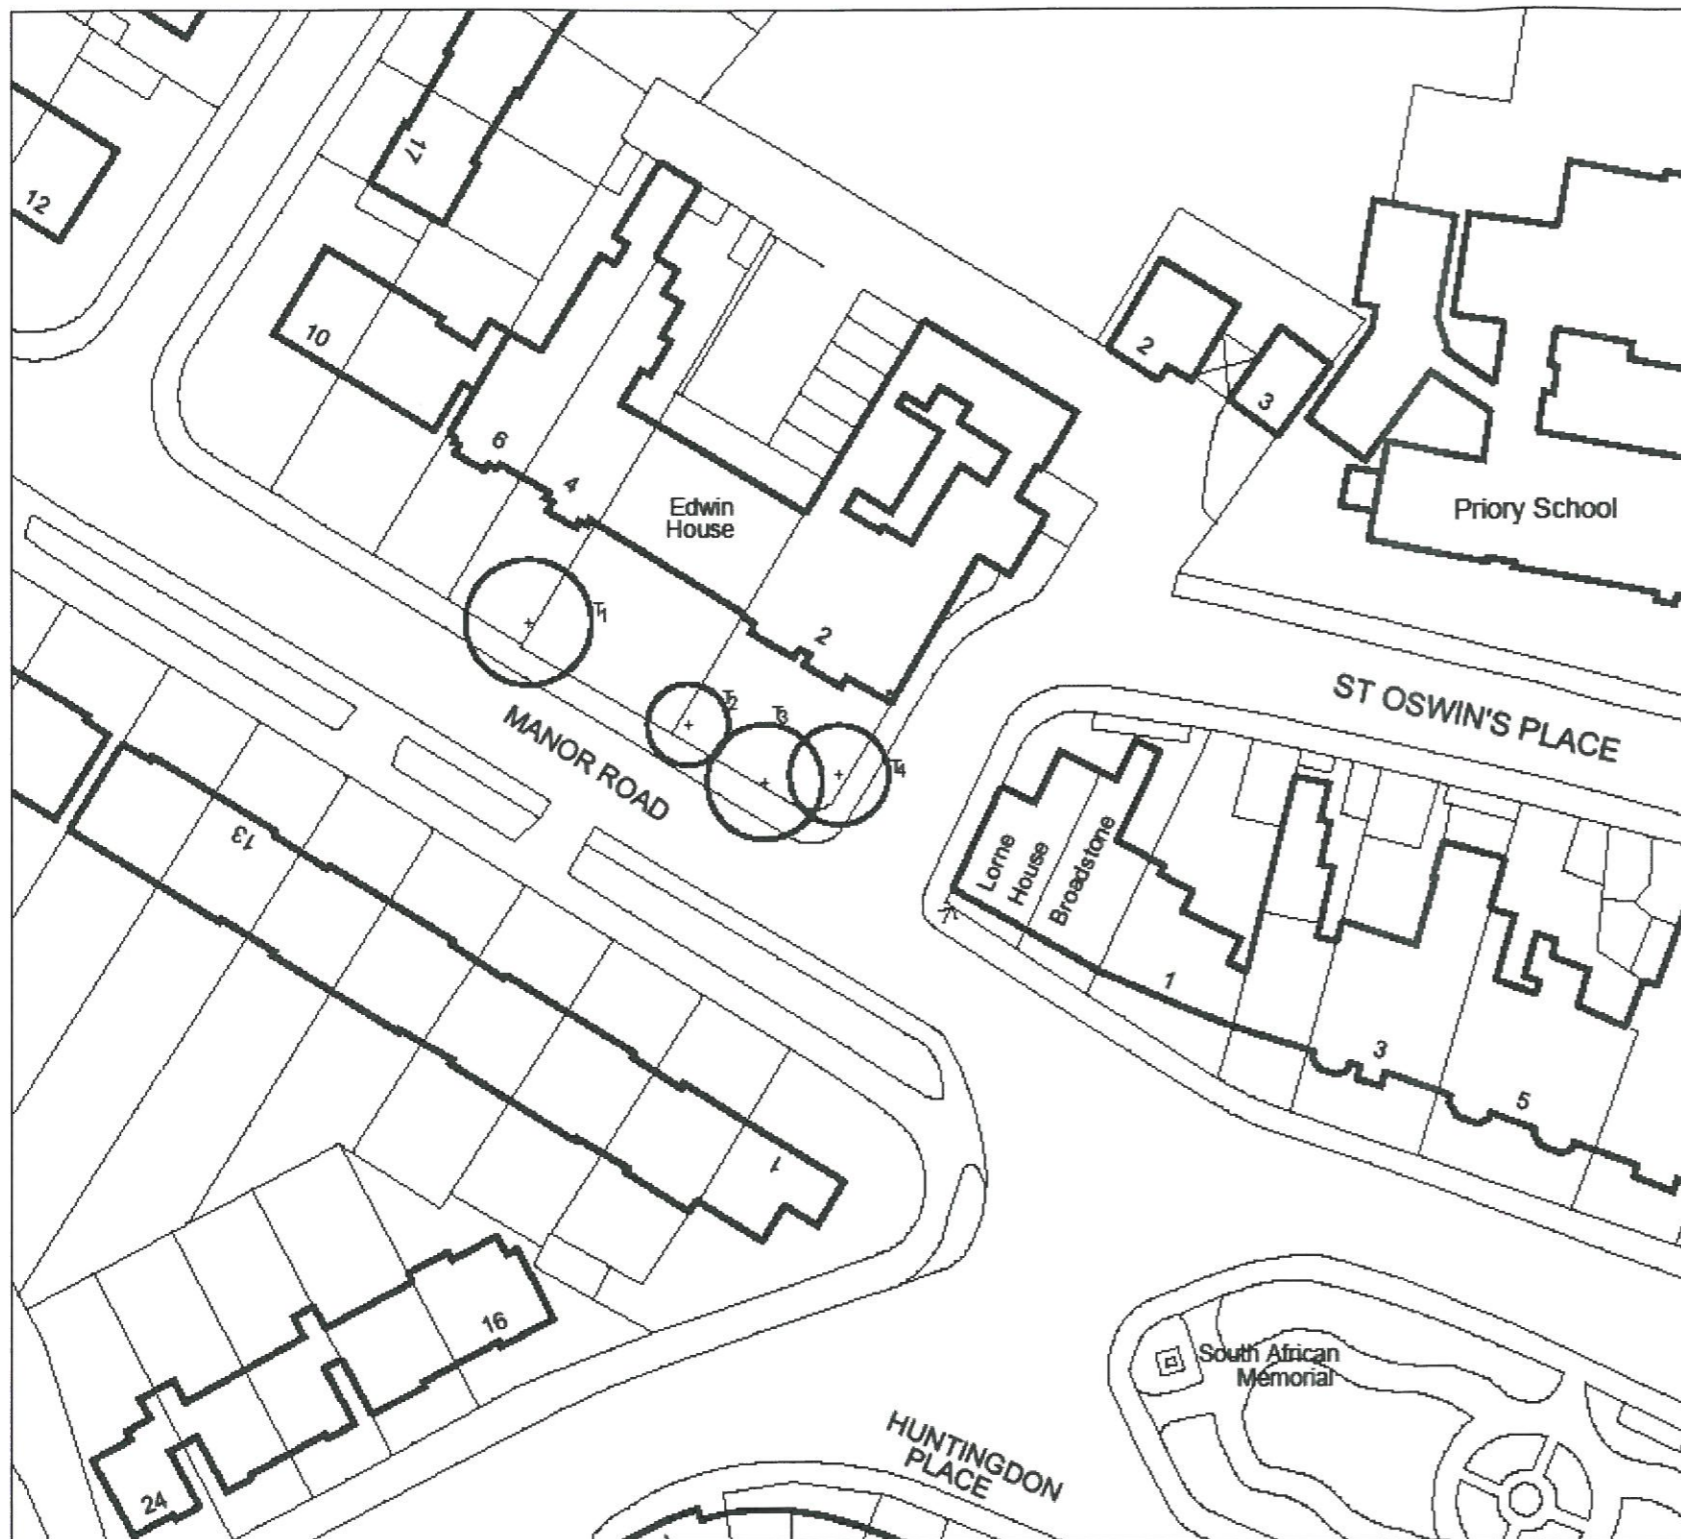 17
12
10
2
3
6
4
Edwin
House
Priory School
T1
2
T2
T3
T4
ST OSWIN'S PLACE
MANOR ROAD
13
Lorne
House
Broadstone
1
3
5
1
16
24
South African
Memorial
HUNTINGDON
PLACE